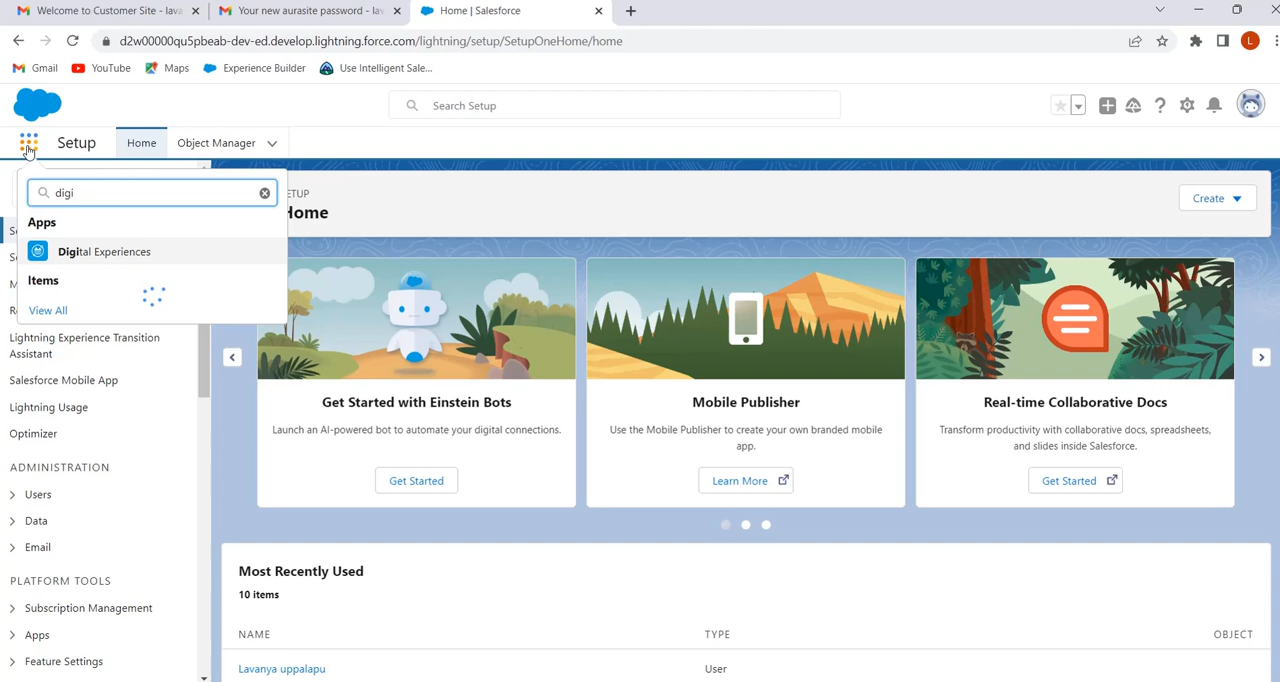 Welcome to Customer Site - lava
Your new aurasite password - lav
Home | Salesforce
d2w00000qu5pbeab-dev-ed.develop.lightning.force.com/lightning/setup/SetupOneHome/home
L
Gmail
YouTube
Maps
Experience Builder
Use Intelligent Sale...
Search Setup
Setup
Home
Object Manager
digi
Apps
Digital Experiences
Items
View All
ETUP
Home
Create
Lightning Experience Transition
Assistant
Salesforce Mobile App
Lightning Usage
Optimizer
ADMINISTRATION
Users
Data
Email
PLATFORM TOOLS
Subscription Management
Apps
Feature Settings
Get Started with Einstein Bots
Launch an AI-powered bot to automate your digital connections.
Get Started
Mobile Publisher
Use the Mobile Publisher to create your own branded mobile
app.
Learn More
Real-time Collaborative Docs
Transform productivity with collaborative docs, spreadsheets,
and slides inside Salesforce.
Get Started
Most Recently Used
10 items
NAME
TYPE
OBJECT
Lavanya uppalapu
User